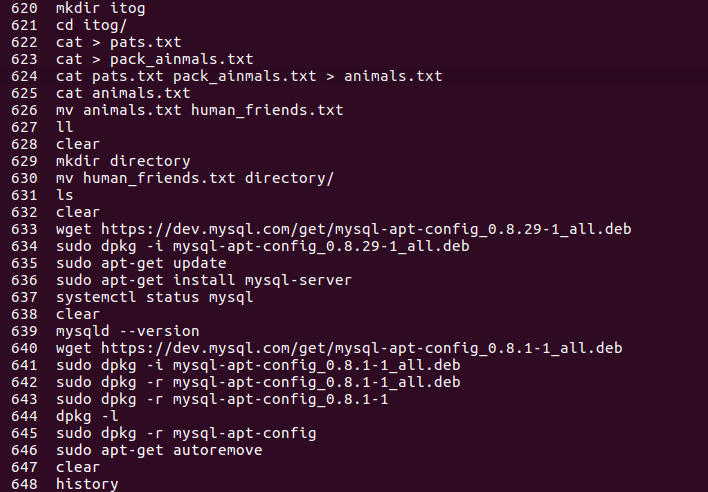 620 mkdir itog
621 cd itog/
622 cat > pats.txt
623 cat > pack_ainmals.txt
624 cat pats.txt pack_ainmals.txt > animals.txt
625 cat animals.txt
626 mv animals.txt human_friends.txt
627 ll
628 clear
629 mkdir directory
630 mv human_friends.txt directory/
631 ls
632 clear
633 wget https://dev.mysql.com/get/mysql-apt-config_0.8.29-1_all.deb
634 sudo dpkg -i mysql-apt-config_0.8.29-1_all.deb
635 sudo apt-get update
636 sudo apt-get install mysql-server
637 systemctl status mysql
638 clear
639 mysqld --version
640 wget https://dev.mysql.com/get/mysql-apt-config_0.8.1-1_all.deb
641 sudo dpkg -i mysql-apt-config_0.8.1-1_all.deb
642 sudo dpkg -r mysql-apt-config_0.8.1-1_all.deb
643 sudo dpkg -r mysql-apt-config_0.8.1-1
644 dpkg -l
645 sudo dpkg -r mysql-apt-config
646 sudo apt-get autoremove
647 clear
648 history